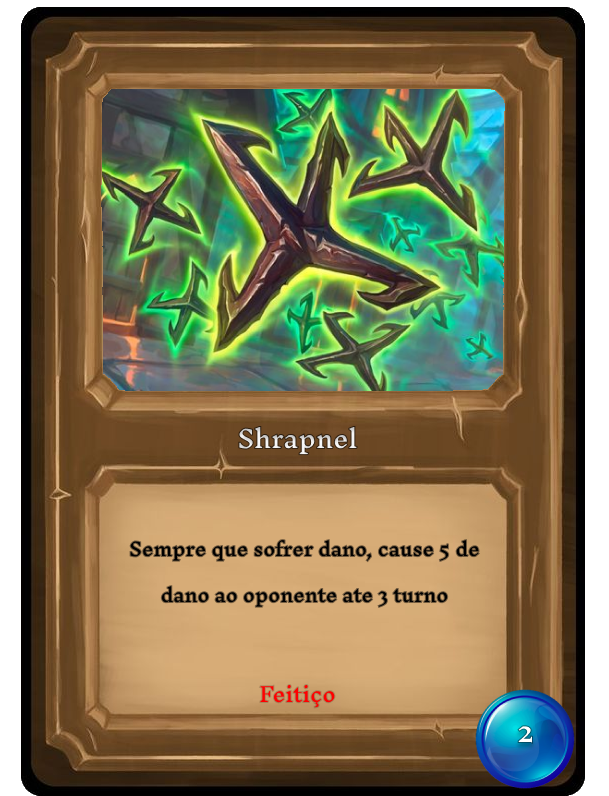 Shrapnel
Sempre que sofrer dano, cause 5 de
dano ao oponente ate 3 turno
Feitiço
2